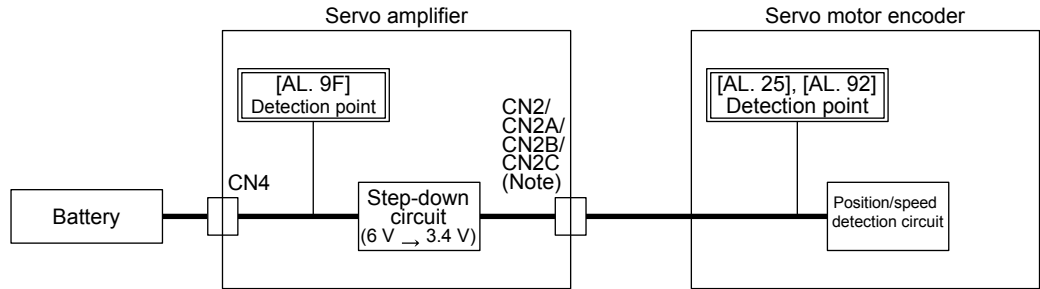 Servo amplifier
Servo motor encoder
[AL. 9F]
Detection point
[AL. 25], [AL. 92]
Detection point
CN2/
CN2A/
CN2B/
CN2C
(Note)
CN4
Battery
Step-down
circuit
(6 V → 3.4 V)
Position/speed
detection circuit